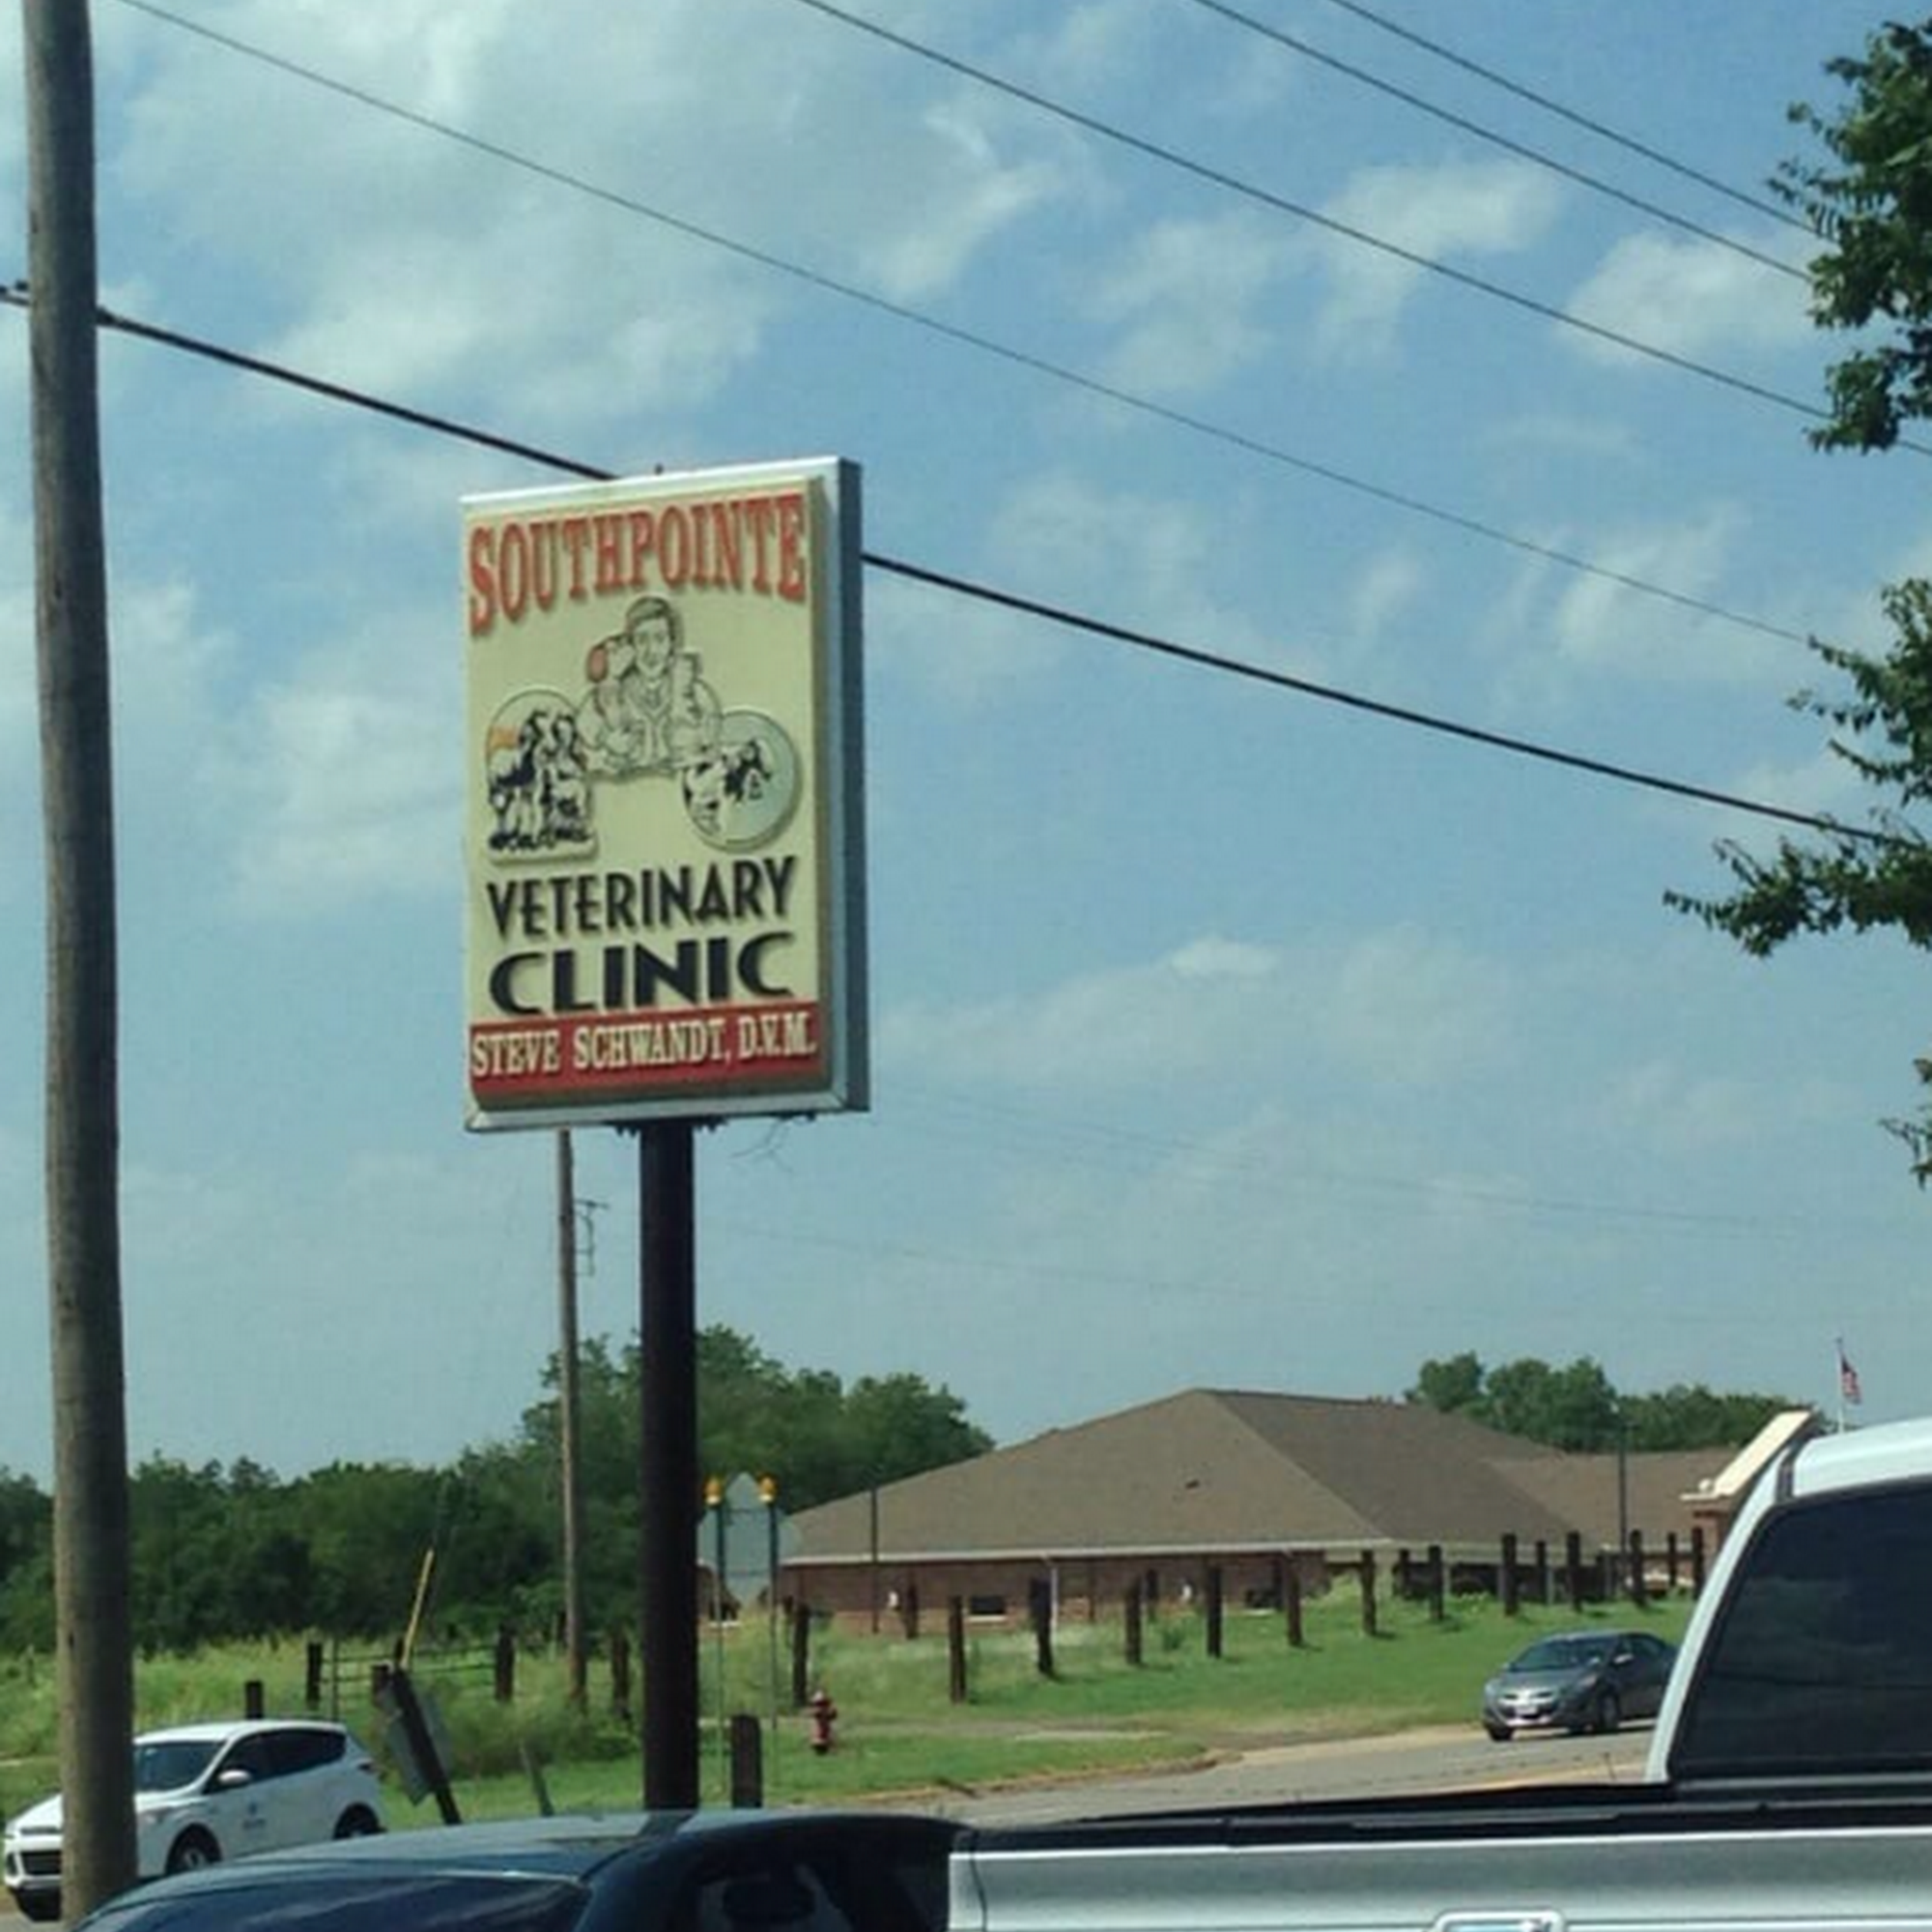 SOUTHPOINTE
VETERINARY
CLINIC
STEVE SCHWANDT, D.V.M.